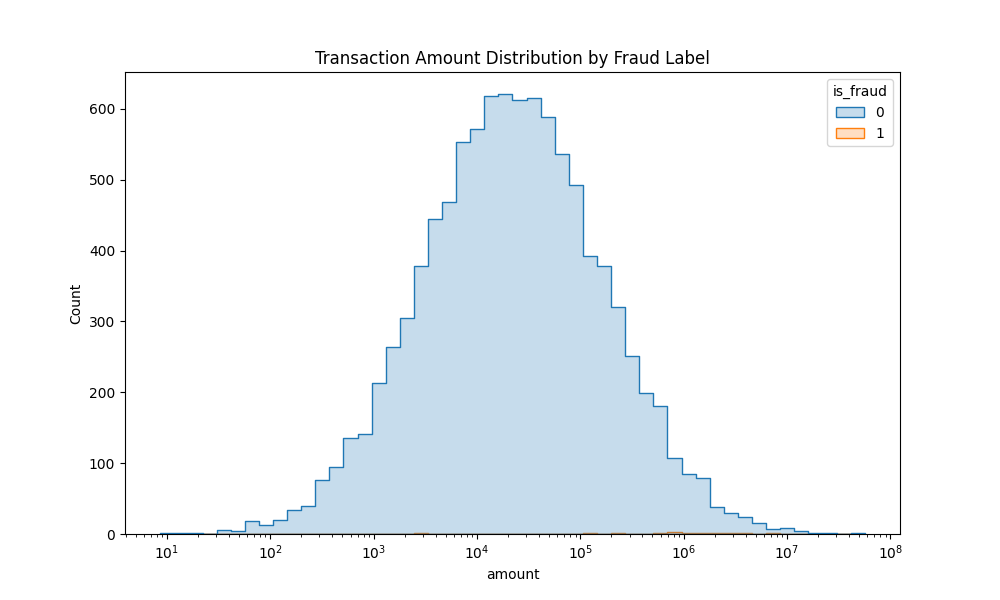 Transaction Amount Distribution by Fraud Label
is_fraud
0
1
600
500
400
300
200
100
0
Count
10¹ 10² 10³ 10⁴ 10⁵ 10⁶ 10⁷ 10⁸
amount